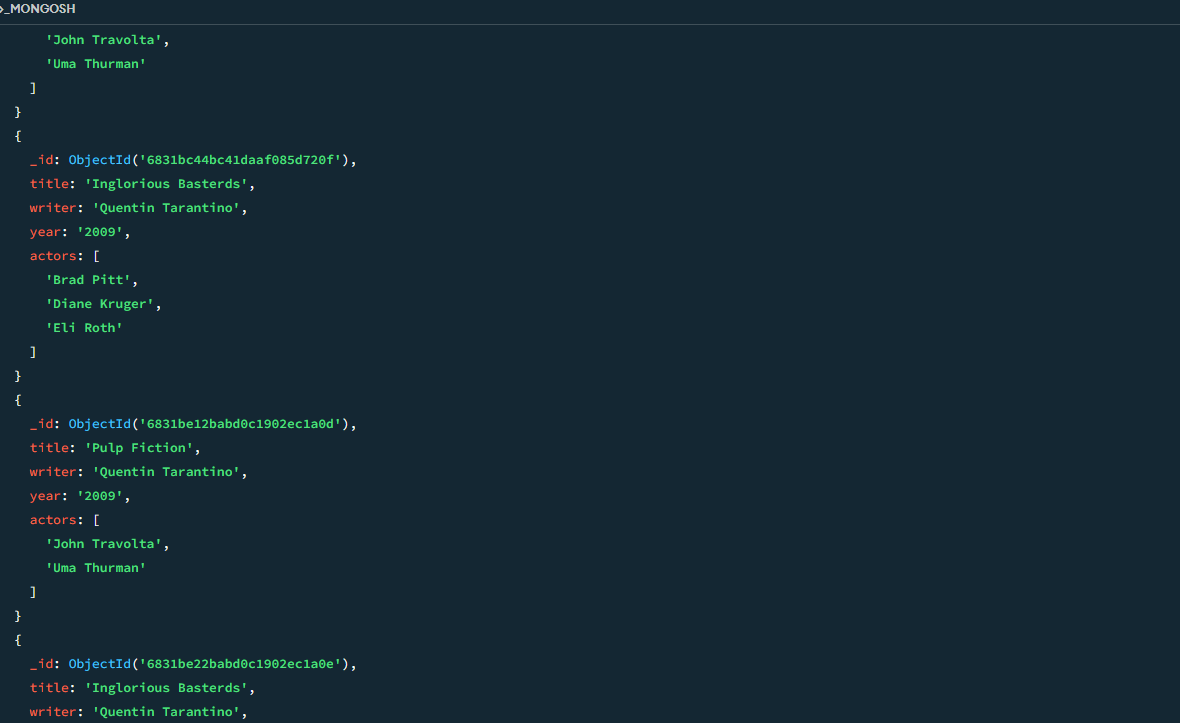 >_MONGOSH
'John Travolta',
'Uma Thurman'
]
}
{
_id: ObjectId('6831bc44bc41daaf085d720f'),
title: 'Inglorious Basterds',
writer: 'Quentin Tarantino',
year: '2009',
actors: [
'Brad Pitt',
'Diane Kruger',
'Eli Roth'
]
}
{
_id: ObjectId('6831be12babd0c1902ec1a0d'),
title: 'Pulp Fiction',
writer: 'Quentin Tarantino',
year: '2009',
actors: [
'John Travolta',
'Uma Thurman'
]
}
{
_id: ObjectId('6831be22babd0c1902ec1a0e'),
title: 'Inglorious Basterds',
writer: 'Quentin Tarantino',